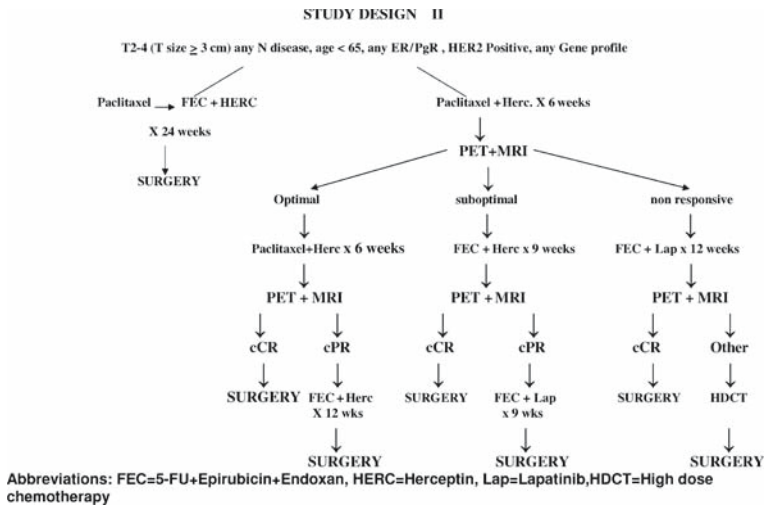 STUDY DESIGN II
T2-4 (T size ≥ 3 cm) any N disease, age < 65, any ER/PgR , HER2 Positive, any Gene profile
Paclitaxel → FEC + HERC
Paclitaxel + Herc. X 6 weeks
X 24 weeks
PET+MRI
SURGERY
Optimal
suboptimal
non responsive
Paclitaxel+Herc x 6 weeks
FEC + Herc x 9 weeks
FEC + Lap x 12 weeks
PET + MRI
PET + MRI
PET + MRI
cCR
cPR
cCR
cPR
cCR
Other
SURGERY
FEC + Herc
X 12 wks
SURGERY
FEC + Lap
x 9 wks
SURGERY
HDCT
SURGERY
SURGERY
SURGERY
Abbreviations: FEC=5-FU+Epirubicin+Endoxan, HERC=Herceptin, Lap=Lapatinib,HDCT=High dose
chemotherapy